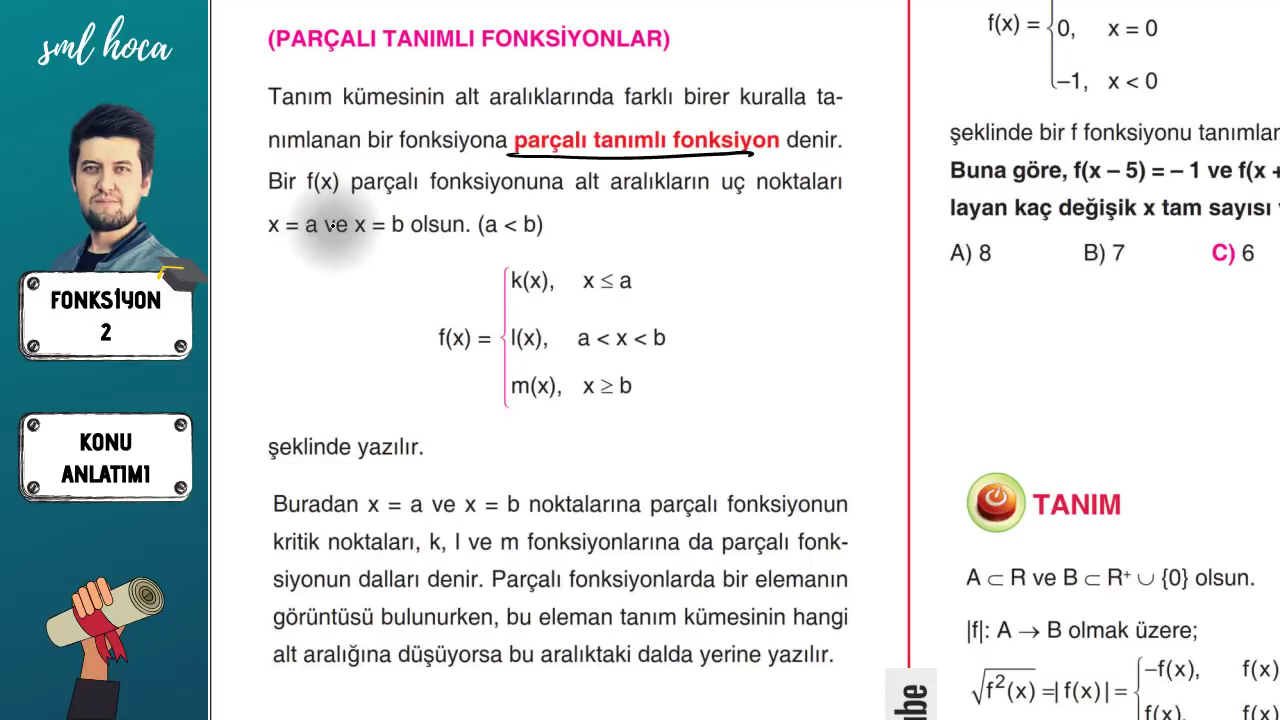 sml hoca
FONKSİYON
2
KONU
ANLATIMI
(PARÇALI TANIMLI FONKSİYONLAR)
Tanım kümesinin alt aralıklarında farklı birer kuralla ta-
nımlanan bir fonksiyona parçalı tanımlı fonksiyon denir.
Bir f(x) parçalı fonksiyonuna alt aralıkların uç noktaları
x = a ve x = b olsun. (a < b)
k(x), x ≤ a
f(x) = l(x), a < x < b
m(x), x ≥ b
şeklinde yazılır.
Buradan x = a ve x = b noktalarına parçalı fonksiyonun
kritik noktaları, k, l ve m fonksiyonlarına da parçalı fonk-
siyonun dalları denir. Parçalı fonksiyonlarda bir elemanın
görüntüsü bulunurken, bu eleman tanım kümesinin hangi
alt aralığına düşüyorsa bu aralıktaki dalda yerine yazılır.
f(x) = 0, x = 0
−1, x < 0
şeklinde bir f fonksiyonu
Buna göre, f(x – 5) = – 1 ve f(x +
layan kaç değişik x tam sayısı
A) 8 B) 7 C) 6
TANIM
A ⊂ R ve B ⊂ R⁺ ∪ {0} olsun.
|f|: A → B olmak üzere;
−f(x), f(x)
√f²(x) =|f(x)|=
f(x), f(x)